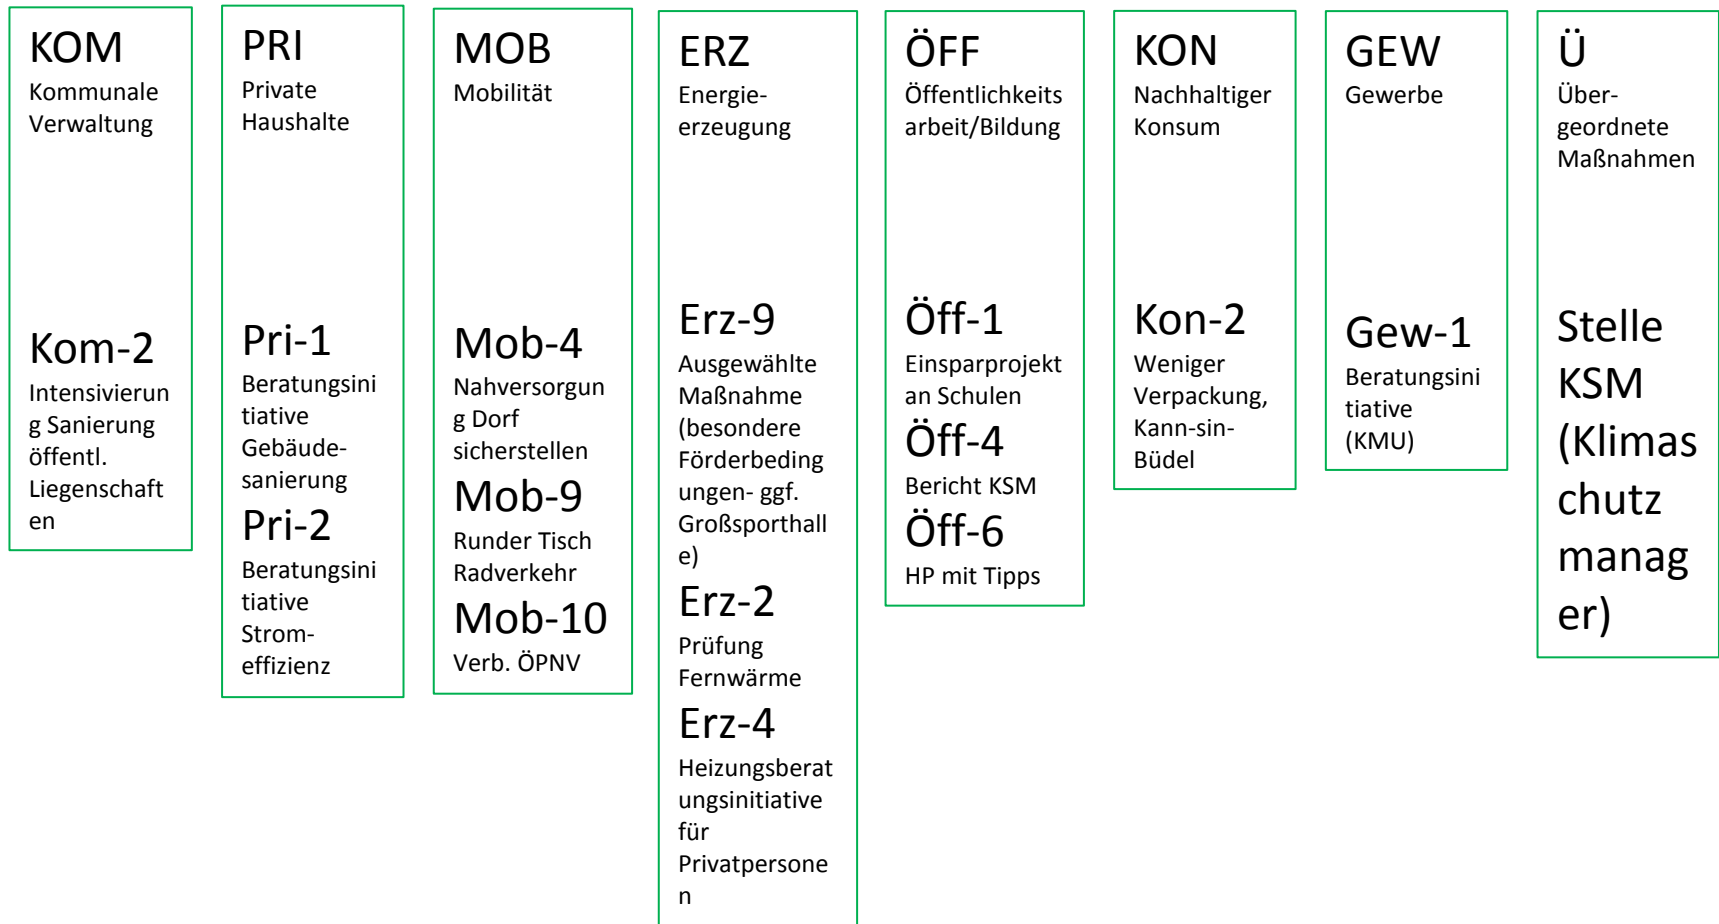 KOM
Kommunale
Verwaltung
Kom-2
Intensivierun
g Sanierung
öffentl.
Liegenschaft
en
PRI
Private
Haushalte
Pri-1
Beratungsini
tiative
Gebäude-
sanierung
Pri-2
Beratungsini
tiative
Strom-
effizienz
MOB
Mobilität
Mob-4
Nahversorgun
g Dorf
sicherstellen
Mob-9
Runder Tisch
Radverkehr
Mob-10
Verb. ÖPNV
ERZ
Energie-
erzeugung
Erz-9
Ausgewählte
Maßnahme
(besondere
Förderbeding
ungen- ggf.
Großsporthall
e)
Erz-2
Prüfung
Fernwärme
Erz-4
Heizungsberat
ungsinitiative
für
Privatpersone
n
ÖFF
Öffentlichkeits
arbeit/Bildung
Öff-1
Einsparprojekt
an Schulen
Öff-4
Bericht KSM
Öff-6
HP mit Tipps
KON
Nachhaltiger
Konsum
Kon-2
Weniger
Verpackung,
Kann-sin-
Büdel
GEW
Gewerbe
Gew-1
Beratungsini
tiative
(KMU)
Ü
Über-
geordnete
Maßnahmen
Stelle
KSM
(Klimas
chutz
manag
er)